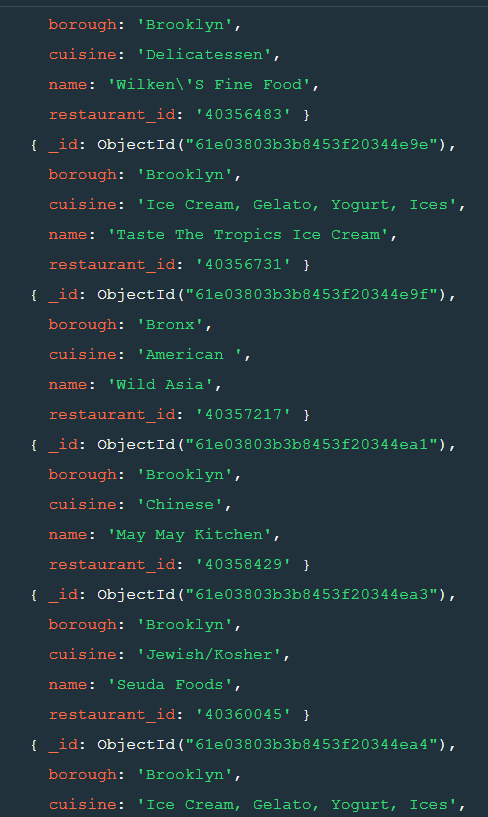 borough: 'Brooklyn',
cuisine: 'Delicatessen',
name: 'Wilken\'S Fine Food',
restaurant_id: '40356483' }
{ _id: ObjectId("61e03803b3b8453f20344e9e"),
borough: 'Brooklyn',
cuisine: 'Ice Cream, Gelato, Yogurt, Ices',
name: 'Taste The Tropics Ice Cream',
restaurant_id: '40356731' }
{ _id: ObjectId("61e03803b3b8453f20344e9f"),
borough: 'Bronx',
cuisine: 'American ',
name: 'Wild Asia',
restaurant_id: '40357217' }
{ _id: ObjectId("61e03803b3b8453f20344ea1"),
borough: 'Brooklyn',
cuisine: 'Chinese',
name: 'May May Kitchen',
restaurant_id: '40358429' }
{ _id: ObjectId("61e03803b3b8453f20344ea3"),
borough: 'Brooklyn',
cuisine: 'Jewish/Kosher',
name: 'Seuda Foods',
restaurant_id: '40360045' }
{ _id: ObjectId("61e03803b3b8453f20344ea4"),
borough: 'Brooklyn',
cuisine: 'Ice Cream, Gelato, Yogurt, Ices',